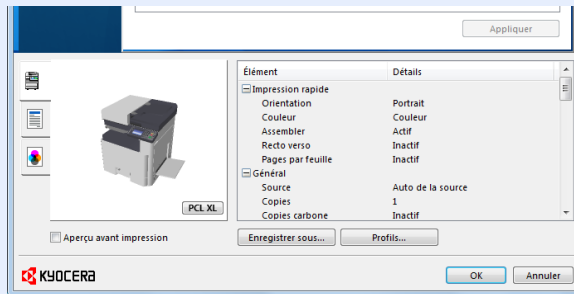 Appliquer
Élément Détails
Impression rapide
Orientation Portrait
Couleur Couleur
Assembler Actif
Recto verso Inactif
Pages par feuille Inactif
Général
Source Auto de la source
Copies 1
Copies carbone Inactif
PCL XL
Aperçu avant impression Enregistrer sous... Profils...
KYOCERA OK Annuler